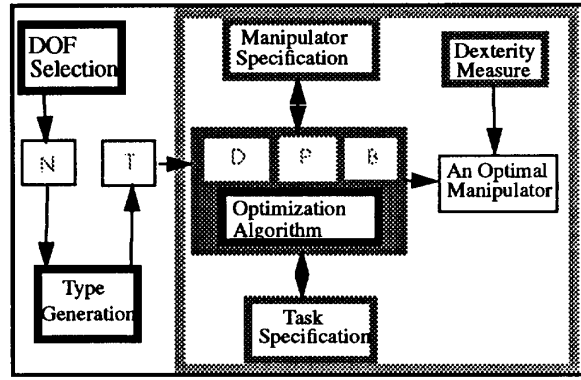 DOF
Selection
N
Type
Generation
T
Manipulator
Specification
D P B
Optimization
Algorithm
Task
Specification
Dexterity
Measure
An Optimal
Manipulator